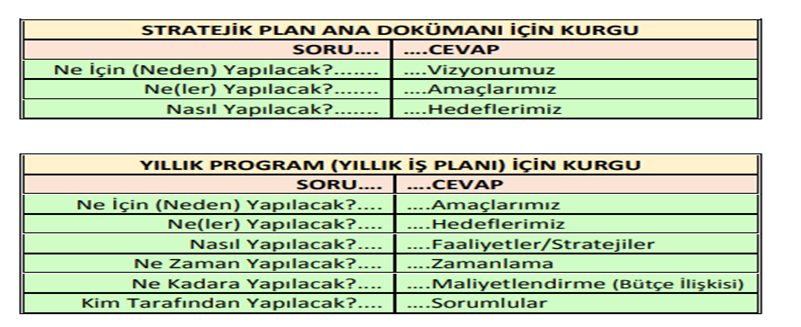 STRATEJİK PLAN ANA DOKÜMANI İÇİN KURGU
SORU.... ....CEVAP
Ne İçin (Neden) Yapılacak?....... ....Vizyonumuz
Ne(ler) Yapılacak?....... ....Amaçlarımız
Nasıl Yapılacak?....... ....Hedeflerimiz
YILLIK PROGRAM (YILLIK İŞ PLANI) İÇİN KURGU
SORU.... ....CEVAP
Ne İçin (Neden) Yapılacak?.... ....Amaçlarımız
Ne(ler) Yapılacak?.... ....Hedeflerimiz
Nasıl Yapılacak?.... ....Faaliyetler/Stratejiler
Ne Zaman Yapılacak?.... ....Zamanlama
Ne Kadara Yapılacak?.... ....Maliyetlendirme (Bütçe İlişkisi)
Kim Tarafından Yapılacak?.... ....Sorumlular